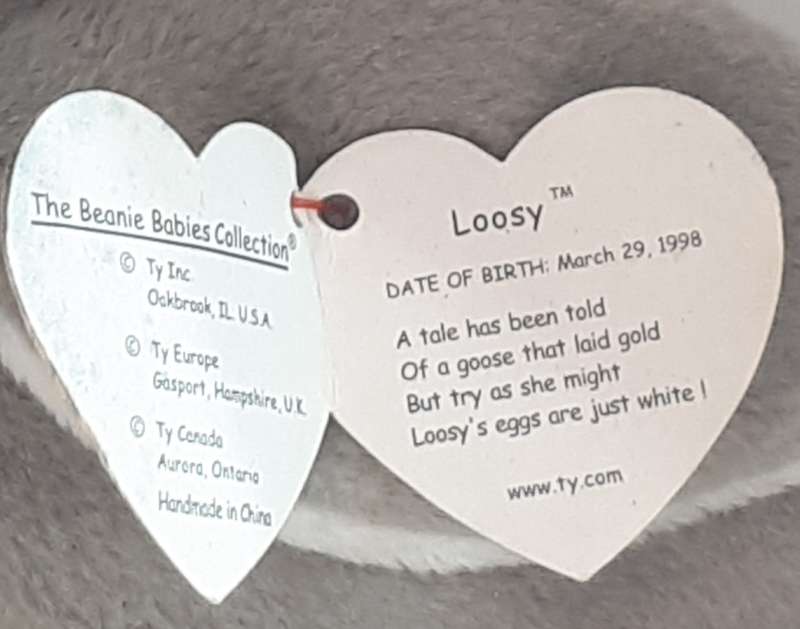 The Beanie Babies Collection®
© Ty Inc.
Oakbrook, IL. U.S.A.
© Ty Europe
Gasport, Hampshire, U.K.
© Ty Canada
Aurora, Ontario
Handmade in China
Loosy™
DATE OF BIRTH: March 29, 1998
A tale has been told
Of a goose that laid gold
But try as she might
Loosy's eggs are just white !
www.ty.com